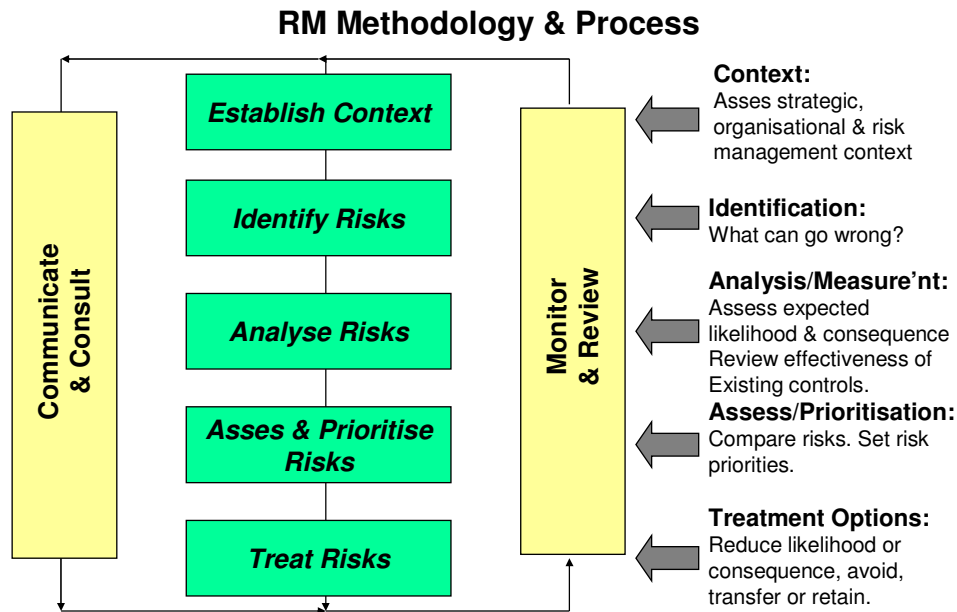 RM Methodology & Process
Communicate
& Consult
Establish Context
Identify Risks
Analyse Risks
Asses & Prioritise
Risks
Treat Risks
Monitor
& Review
Context:
Asses strategic,
organisational & risk
management context
Identification:
What can go wrong?
Analysis/Measure'nt:
Assess expected
likelihood & consequence
Review effectiveness of
Existing controls.
Assess/Prioritisation:
Compare risks. Set risk
priorities.
Treatment Options:
Reduce likelihood or
consequence, avoid,
transfer or retain.